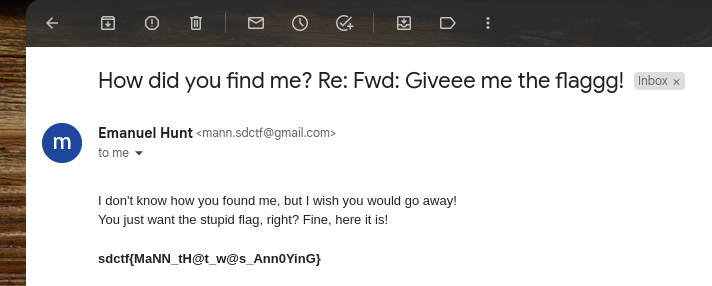 How did you find me? Re: Fwd: Giveee me the flaggg! Inbox ×
m
Emanuel Hunt <mann.sdctf@gmail.com>
to me
I don't know how you found me, but I wish you would go away!
You just want the stupid flag, right? Fine, here it is!
sdctf{MaNN_tH@t_w@s_Ann0YinG}